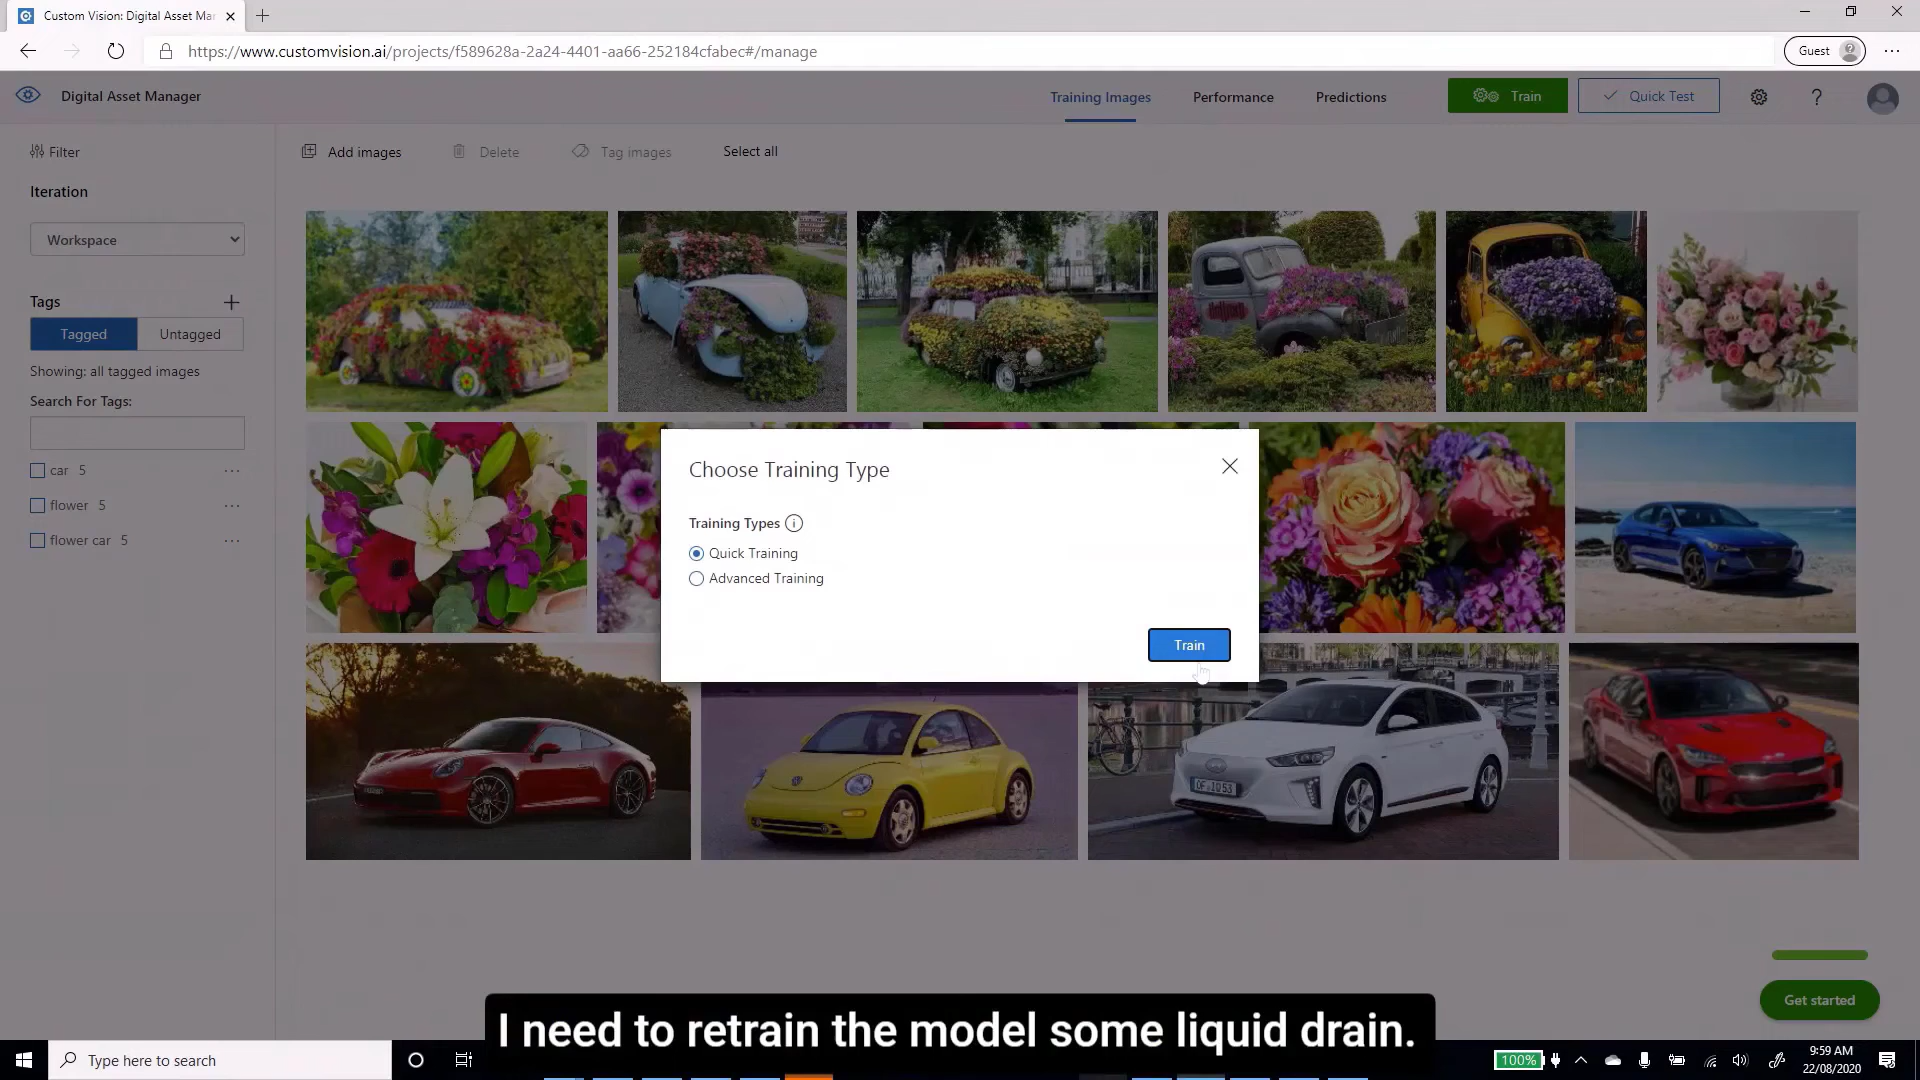 Custom Vision: Digital Asset Ma
https://www.customvision.ai/projects/f589628a-2a24-4401-aa66-252184cfabec#/manage
Guest
Digital Asset Manager
Training Images
Performance
Predictions
Train
Quick Test
Filter
Add images
Delete
Tag images
Select all
Iteration
Workspace
Tags
Tagged
Untagged
Showing: all tagged images
Search For Tags:
car 5
flower 5
flower car 5
Choose Training Type
Training Types
Quick Training
Advanced Training
Train
Get started
I need to retrain the model some liquid drain.
Type here to search
100%
9:59 AM
22/08/2020